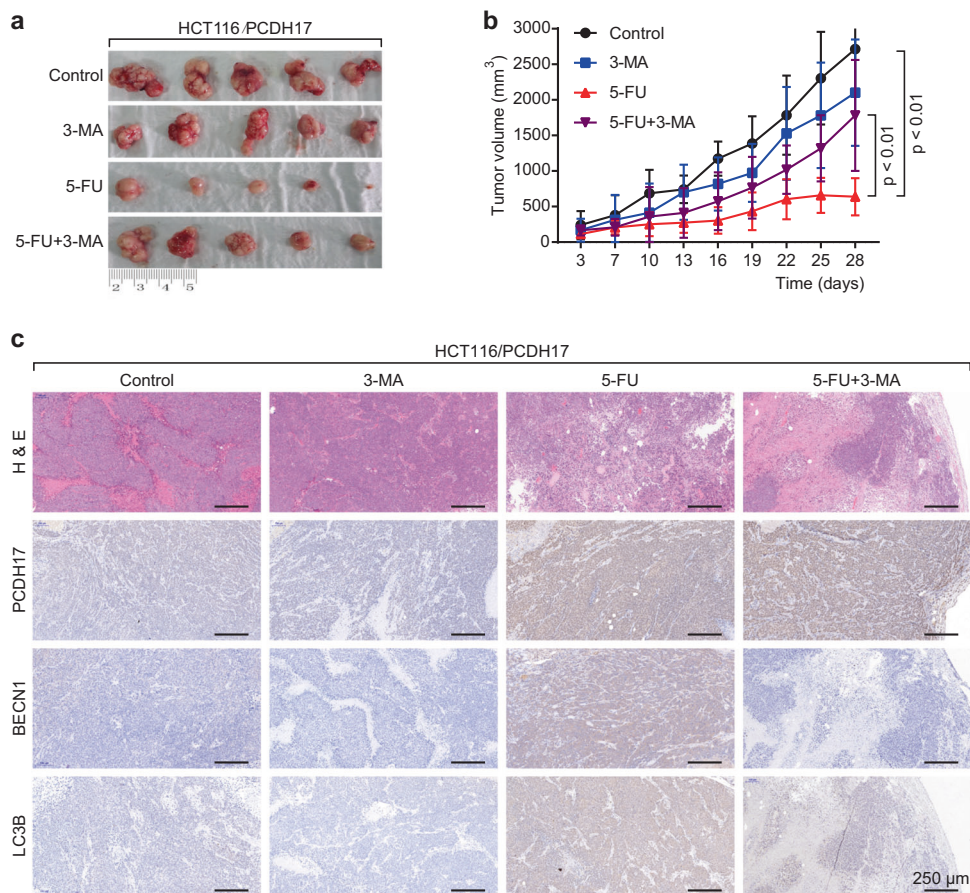 a
HCT116/PCDH17
Control
3-MA
5-FU
5-FU+3-MA
2 3 4 5
b
Tumor volume (mm3)
3000
2500
2000
1500
1000
500
0
Control
3-MA
5-FU
5-FU+3-MA
p < 0.01
p < 0.01
3 7 10 13 16 19 22 25 28
Time (days)
c
HCT116/PCDH17
Control 3-MA 5-FU 5-FU+3-MA
H & E
PCDH17
BECN1
LC3B
250 μm